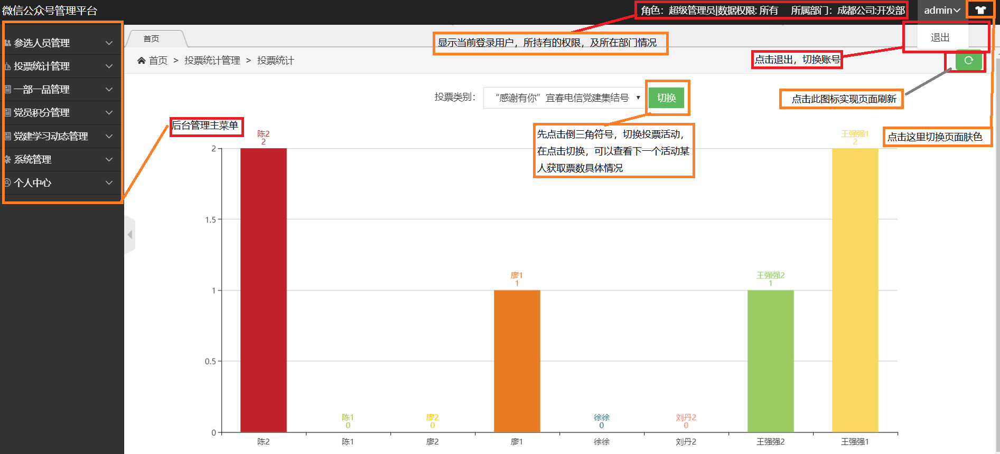 微信公众号管理平台
角色：超级管理员|数据权限: 所有 所属部门：成都公司:开发部
admin
参选人员管理
投票统计管理
一部一品管理
党员积分管理
党建学习动态管理
系统管理
个人中心
首页
显示当前登录用户，所持有的权限，及所在部门情况
退出
首页 > 投票统计管理 > 投票统计
点击退出，切换账号
投票类别：
“感谢有你”宜春电信党建集结号
切换
点击此图标实现页面刷新
后台管理主菜单
先点击倒三角符号，切换投票活动，
在点击切换，可以查看下一个活动某
人获取票数具体情况
点击这里切换页面肤色
陈2
2
王强强1
2
2
1.5
廖1
1
王强强2
1
1
0.5
陈1
0
廖2
0
徐徐
0
刘丹2
0
0
陈2
陈1
廖2
廖1
徐徐
刘丹2
王强强2
王强强1